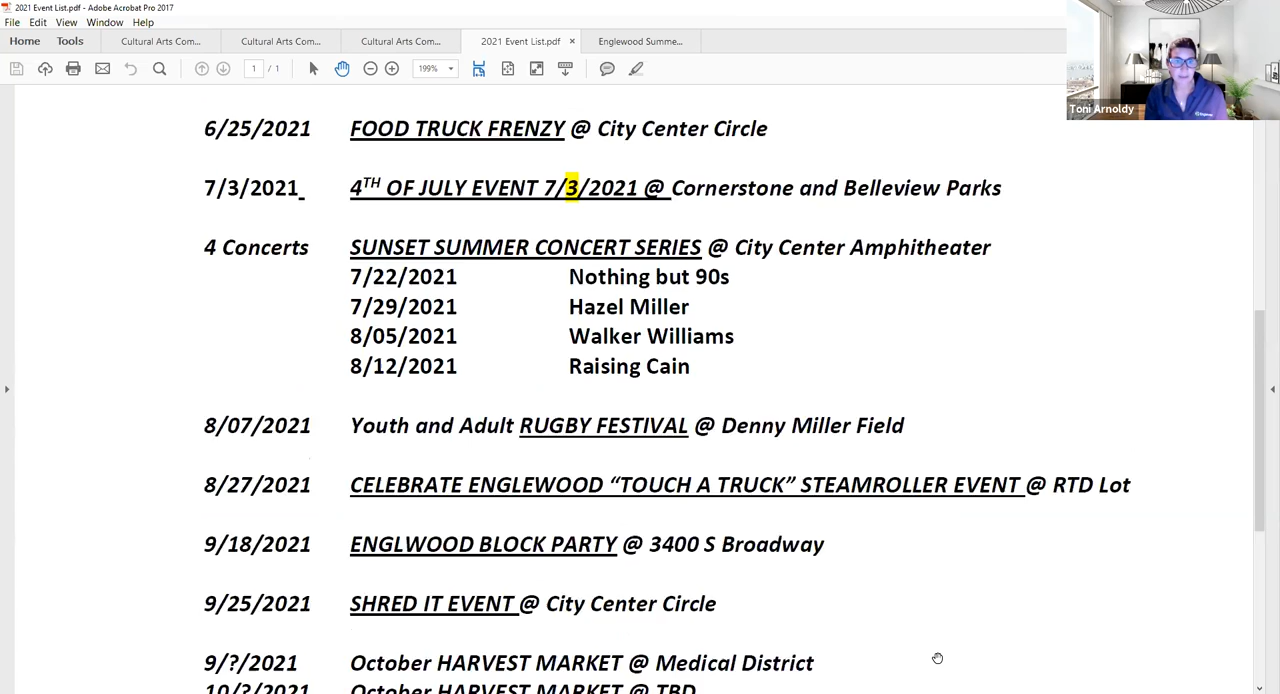 2021 Event List.pdf - Adobe Acrobat Pro 2017
File Edit View Window Help
Home Tools Cultural Arts Com... Cultural Arts Com... Cultural Arts Com... 2021 Event List.pdf × Englewood Summe...
1 / 1 199%
Toni Arnoldy
6/25/2021 FOOD TRUCK FRENZY @ City Center Circle
7/3/2021 4TH OF JULY EVENT 7/3/2021 @ Cornerstone and Belleview Parks
4 Concerts SUNSET SUMMER CONCERT SERIES @ City Center Amphitheater
7/22/2021 Nothing but 90s
7/29/2021 Hazel Miller
8/05/2021 Walker Williams
8/12/2021 Raising Cain
8/07/2021 Youth and Adult RUGBY FESTIVAL @ Denny Miller Field
8/27/2021 CELEBRATE ENGLEWOOD “TOUCH A TRUCK” STEAMROLLER EVENT @ RTD Lot
9/18/2021 ENGLWOOD BLOCK PARTY @ 3400 S Broadway
9/25/2021 SHRED IT EVENT @ City Center Circle
9/?/2021 October HARVEST MARKET @ Medical District
10/?/2021 October HARVEST MARKET @ TBD